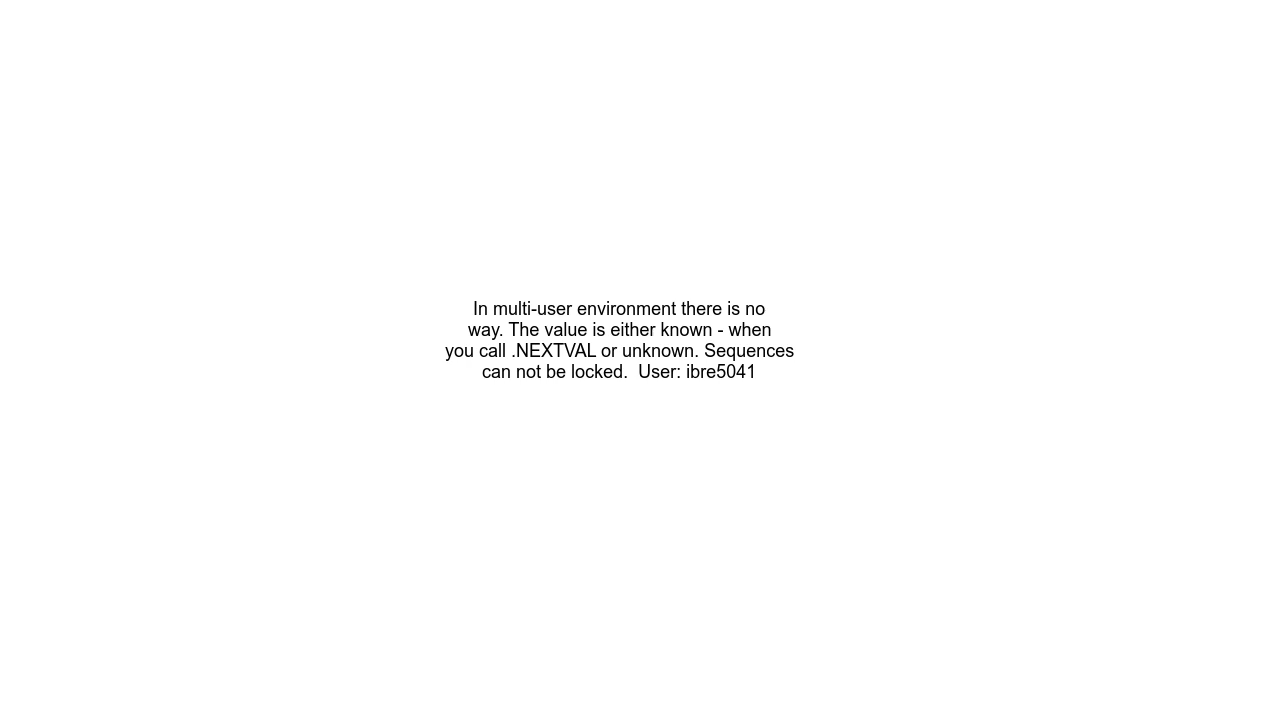 In multi-user environment there is no
way. The value is either known - when
you call .NEXTVAL or unknown. Sequences
can not be locked.  User: ibre5041